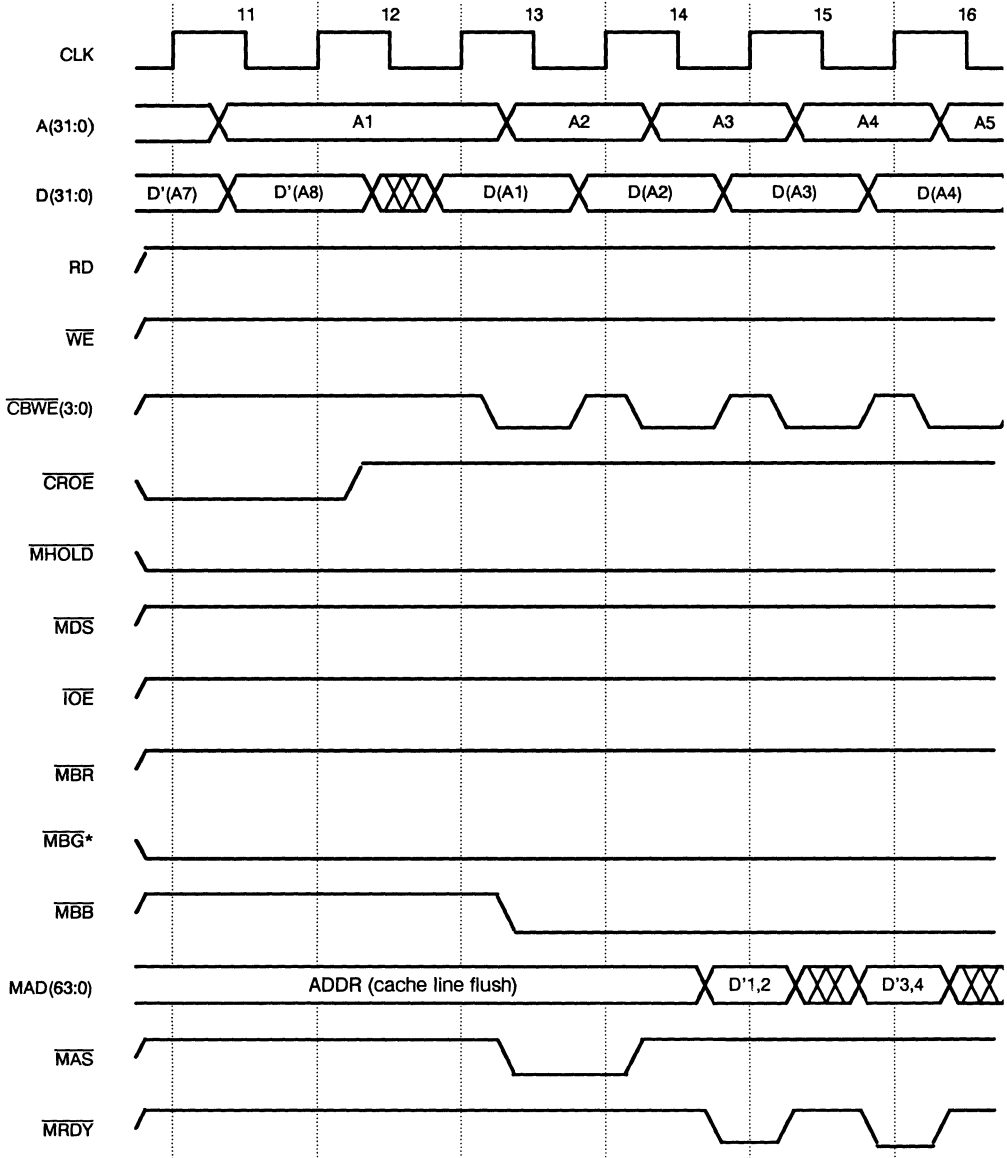 11 12 13 14 15 16
CLK
A(31:0) A1 A2 A3 A4 A5
D(31:0) D'(A7) D'(A8) D(A1) D(A2) D(A3) D(A4)
RD
WE
CBWE(3:0)
CROE
MHOLD
MDS
IOE
MBR
MBG*
MBB
MAD(63:0) ADDR (cache line flush) D'1,2 D'3,4
MAS
MRDY